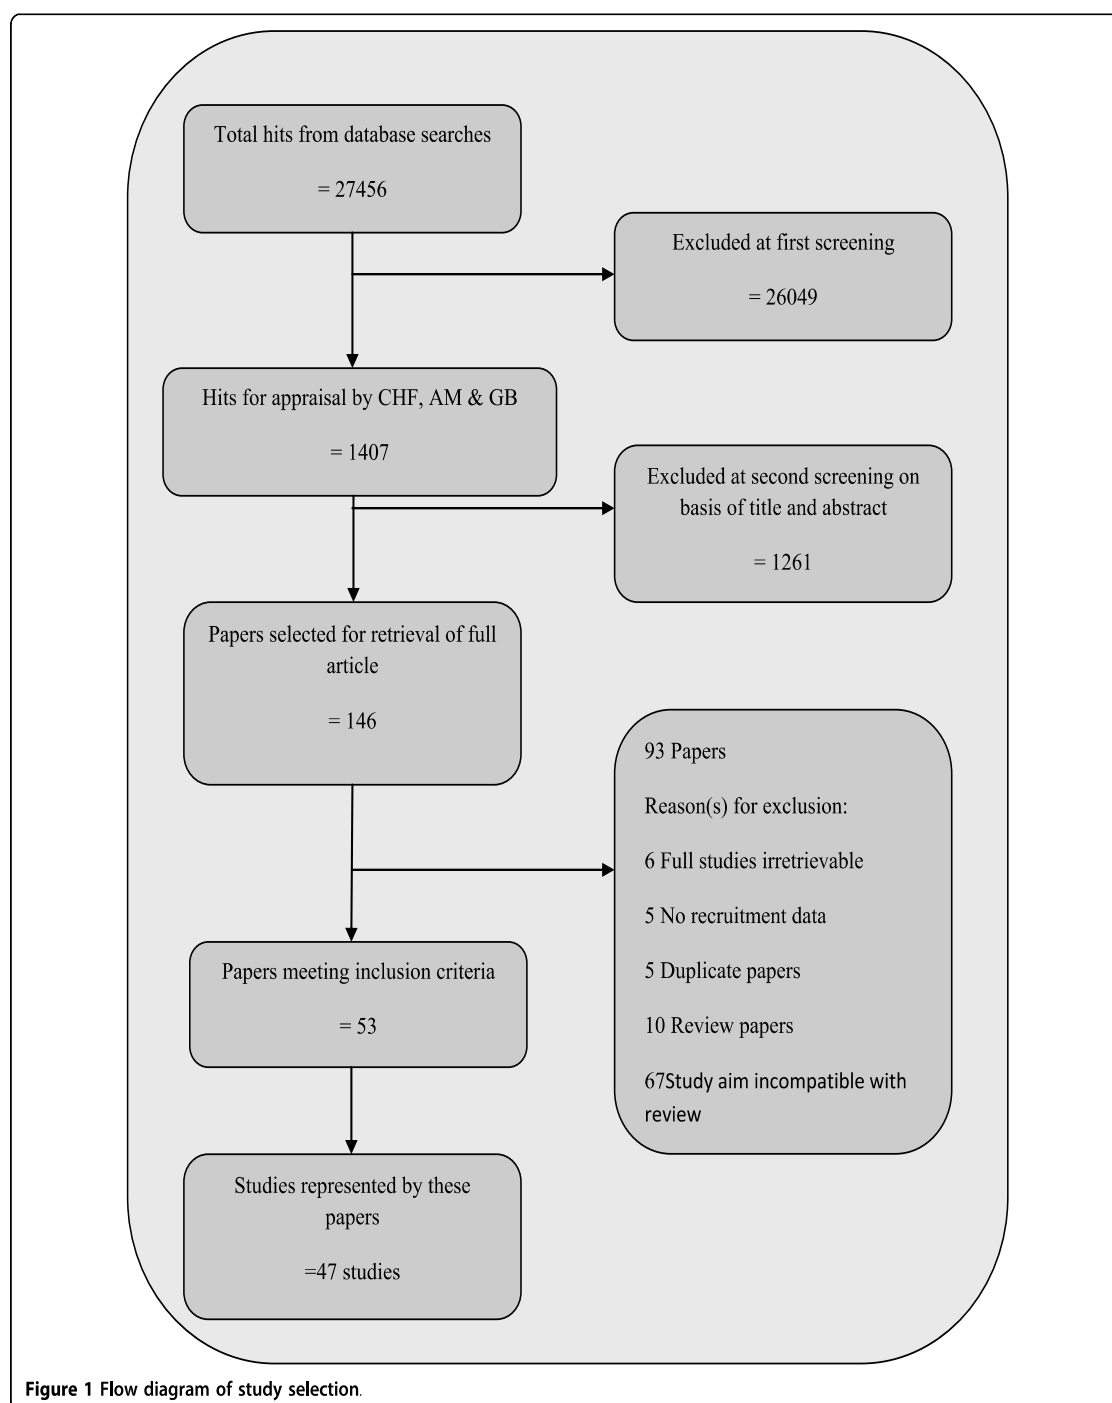 Total hits from database searches
= 27456
Excluded at first screening
= 26049
Hits for appraisal by CHF, AM & GB
= 1407
Excluded at second screening on
basis of title and abstract
= 1261
Papers selected for retrieval of full
article
= 146
93 Papers
Reason(s) for exclusion:
6 Full studies irretrievable
5 No recruitment data
5 Duplicate papers
10 Review papers
67Study aim incompatible with
review
Papers meeting inclusion criteria
= 53
Studies represented by these
papers
=47 studies
Figure 1 Flow diagram of study selection.